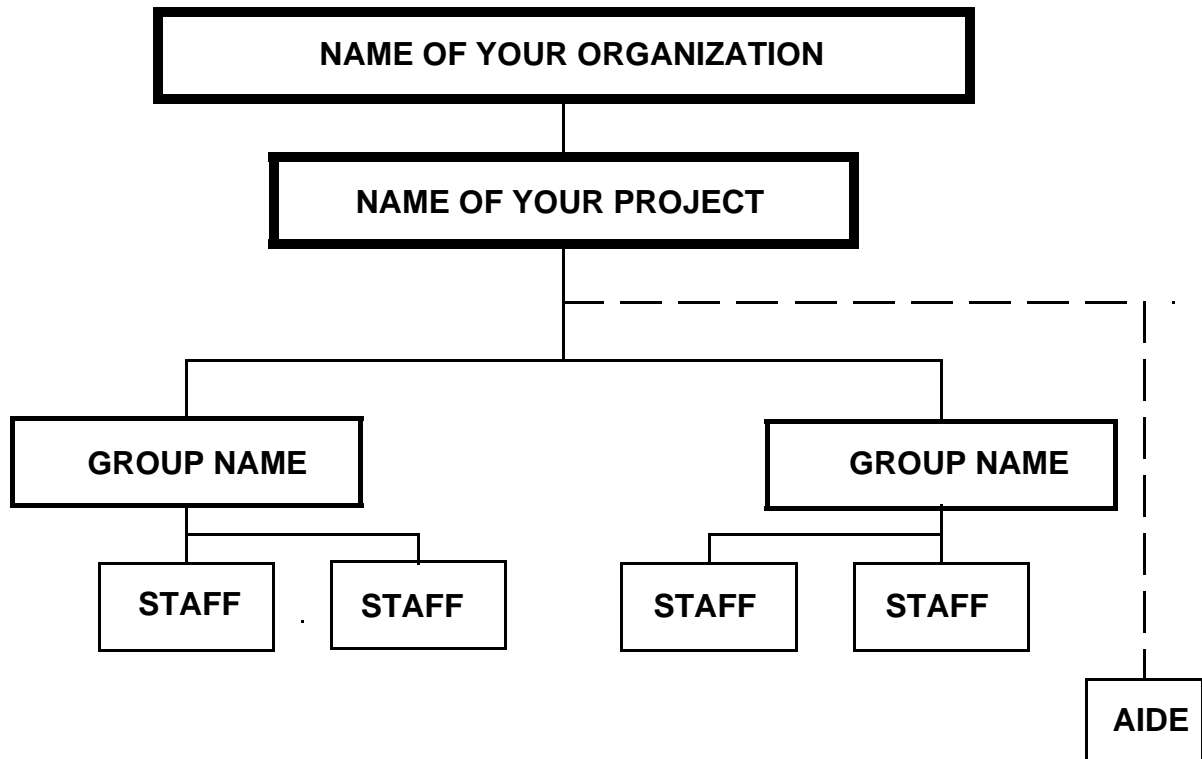 NAME OF YOUR ORGANIZATION
NAME OF YOUR PROJECT
GROUP NAME
GROUP NAME
STAFF
STAFF
STAFF
STAFF
AIDE